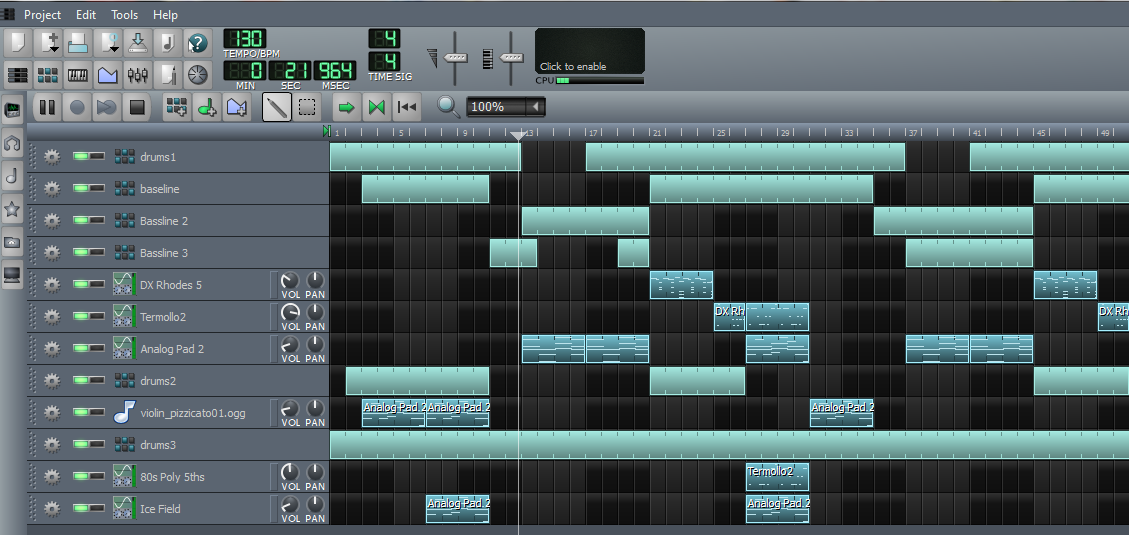 Project Edit Tools Help
130
TEMPO/BPM
0 21 964
MIN SEC MSEC
4
4
TIME SIG
Click to enable
CPU
100%
1 5 9 13 17 21 25 29 33 37 41 45 49
drums1
baseline
Bassline 2
Bassline 3
DX Rhodes 5 VOL PAN
Termollo2 VOL PAN DX Rh DX Rh
Analog Pad 2 VOL PAN
drums2
violin_pizzicato01.ogg VOL PAN Analog Pad 2 Analog Pad 2 Analog Pad 2
drums3
80s Poly 5ths VOL PAN Termollo2
Ice Field VOL PAN Analog Pad 2 Analog Pad 2